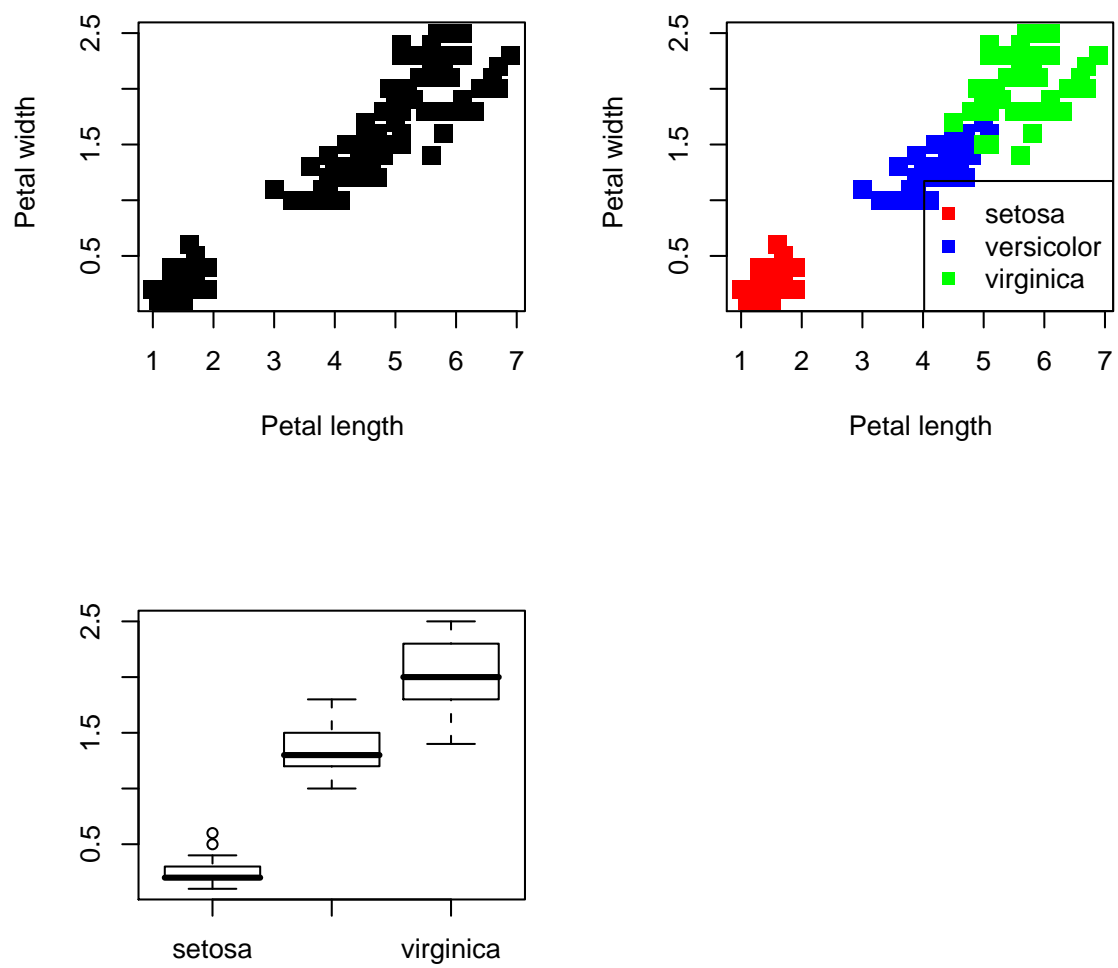 Petal width
2.5
1.5
0.5
1 2 3 4 5 6 7
Petal length
Petal width
2.5
1.5
0.5
setosa
versicolor
virginica
1 2 3 4 5 6 7
Petal length
2.5
1.5
0.5
setosa virginica